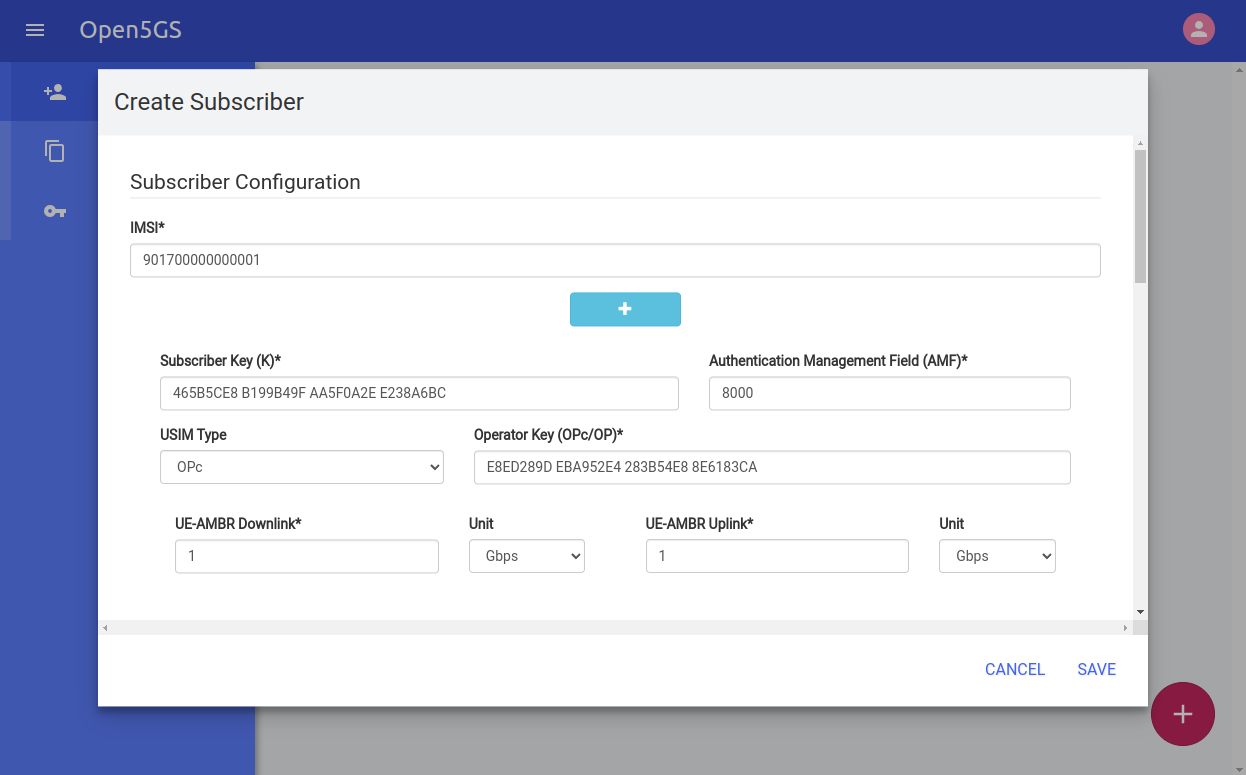 Open5GS
Create Subscriber
Subscriber Configuration
IMSI*
901700000000001
+
Subscriber Key (K)* Authentication Management Field (AMF)*
465B5CE8 B199B49F AA5F0A2E E238A6BC 8000
USIM Type Operator Key (OPc/OP)*
OPc E8ED289D EBA952E4 283B54E8 8E6183CA
UE-AMBR Downlink* Unit UE-AMBR Uplink* Unit
1 Gbps 1 Gbps
CANCEL SAVE
+